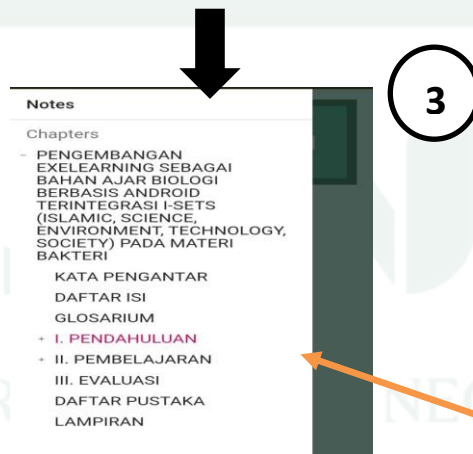 3
Notes
Chapters
- PENGEMBANGAN
EXELEARNING SEBAGAI
BAHAN AJAR BIOLOGI
BERBASIS ANDROID
TERINTEGRASI I-SETS
(ISLAMIC, SCIENCE,
ENVIRONMENT, TECHNOLOGY,
SOCIETY) PADA MATERI
BAKTERI
KATA PENGANTAR
DAFTAR ISI
GLOSARIUM
+ I. PENDAHULUAN
+ II. PEMBELAJARAN
III. EVALUASI
DAFTAR PUSTAKA
LAMPIRAN